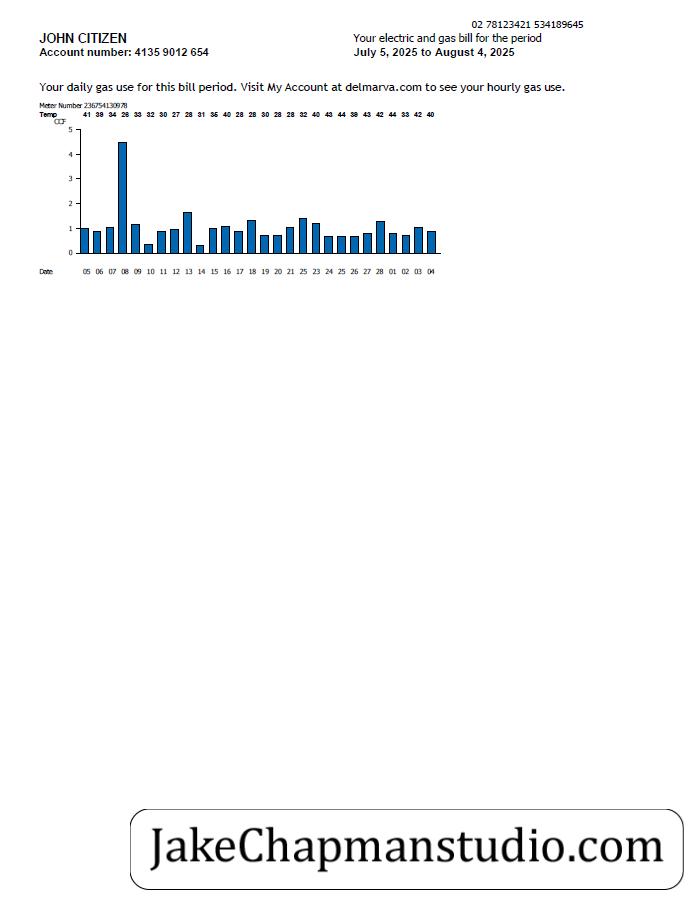 02 78123421 534189645
JOHN CITIZEN
Your electric and gas bill for the period
Account number: 4135 9012 654
July 5, 2025 to August 4, 2025
Your daily gas use for this bill period. Visit My Account at delmarva.com to see your hourly gas use.
Meter Number 236754130978
Temp 41 39 34 26 33 32 30 27 28 31 35 40 28 28 30 28 28 32 40 43 44 39 43 42 44 33 42 40
CCF
5
4
3
2
1
0
Date 05 06 07 08 09 10 11 12 13 14 15 16 17 18 19 20 21 25 23 24 25 26 27 28 01 02 03 04
JakeChapmanstudio.com